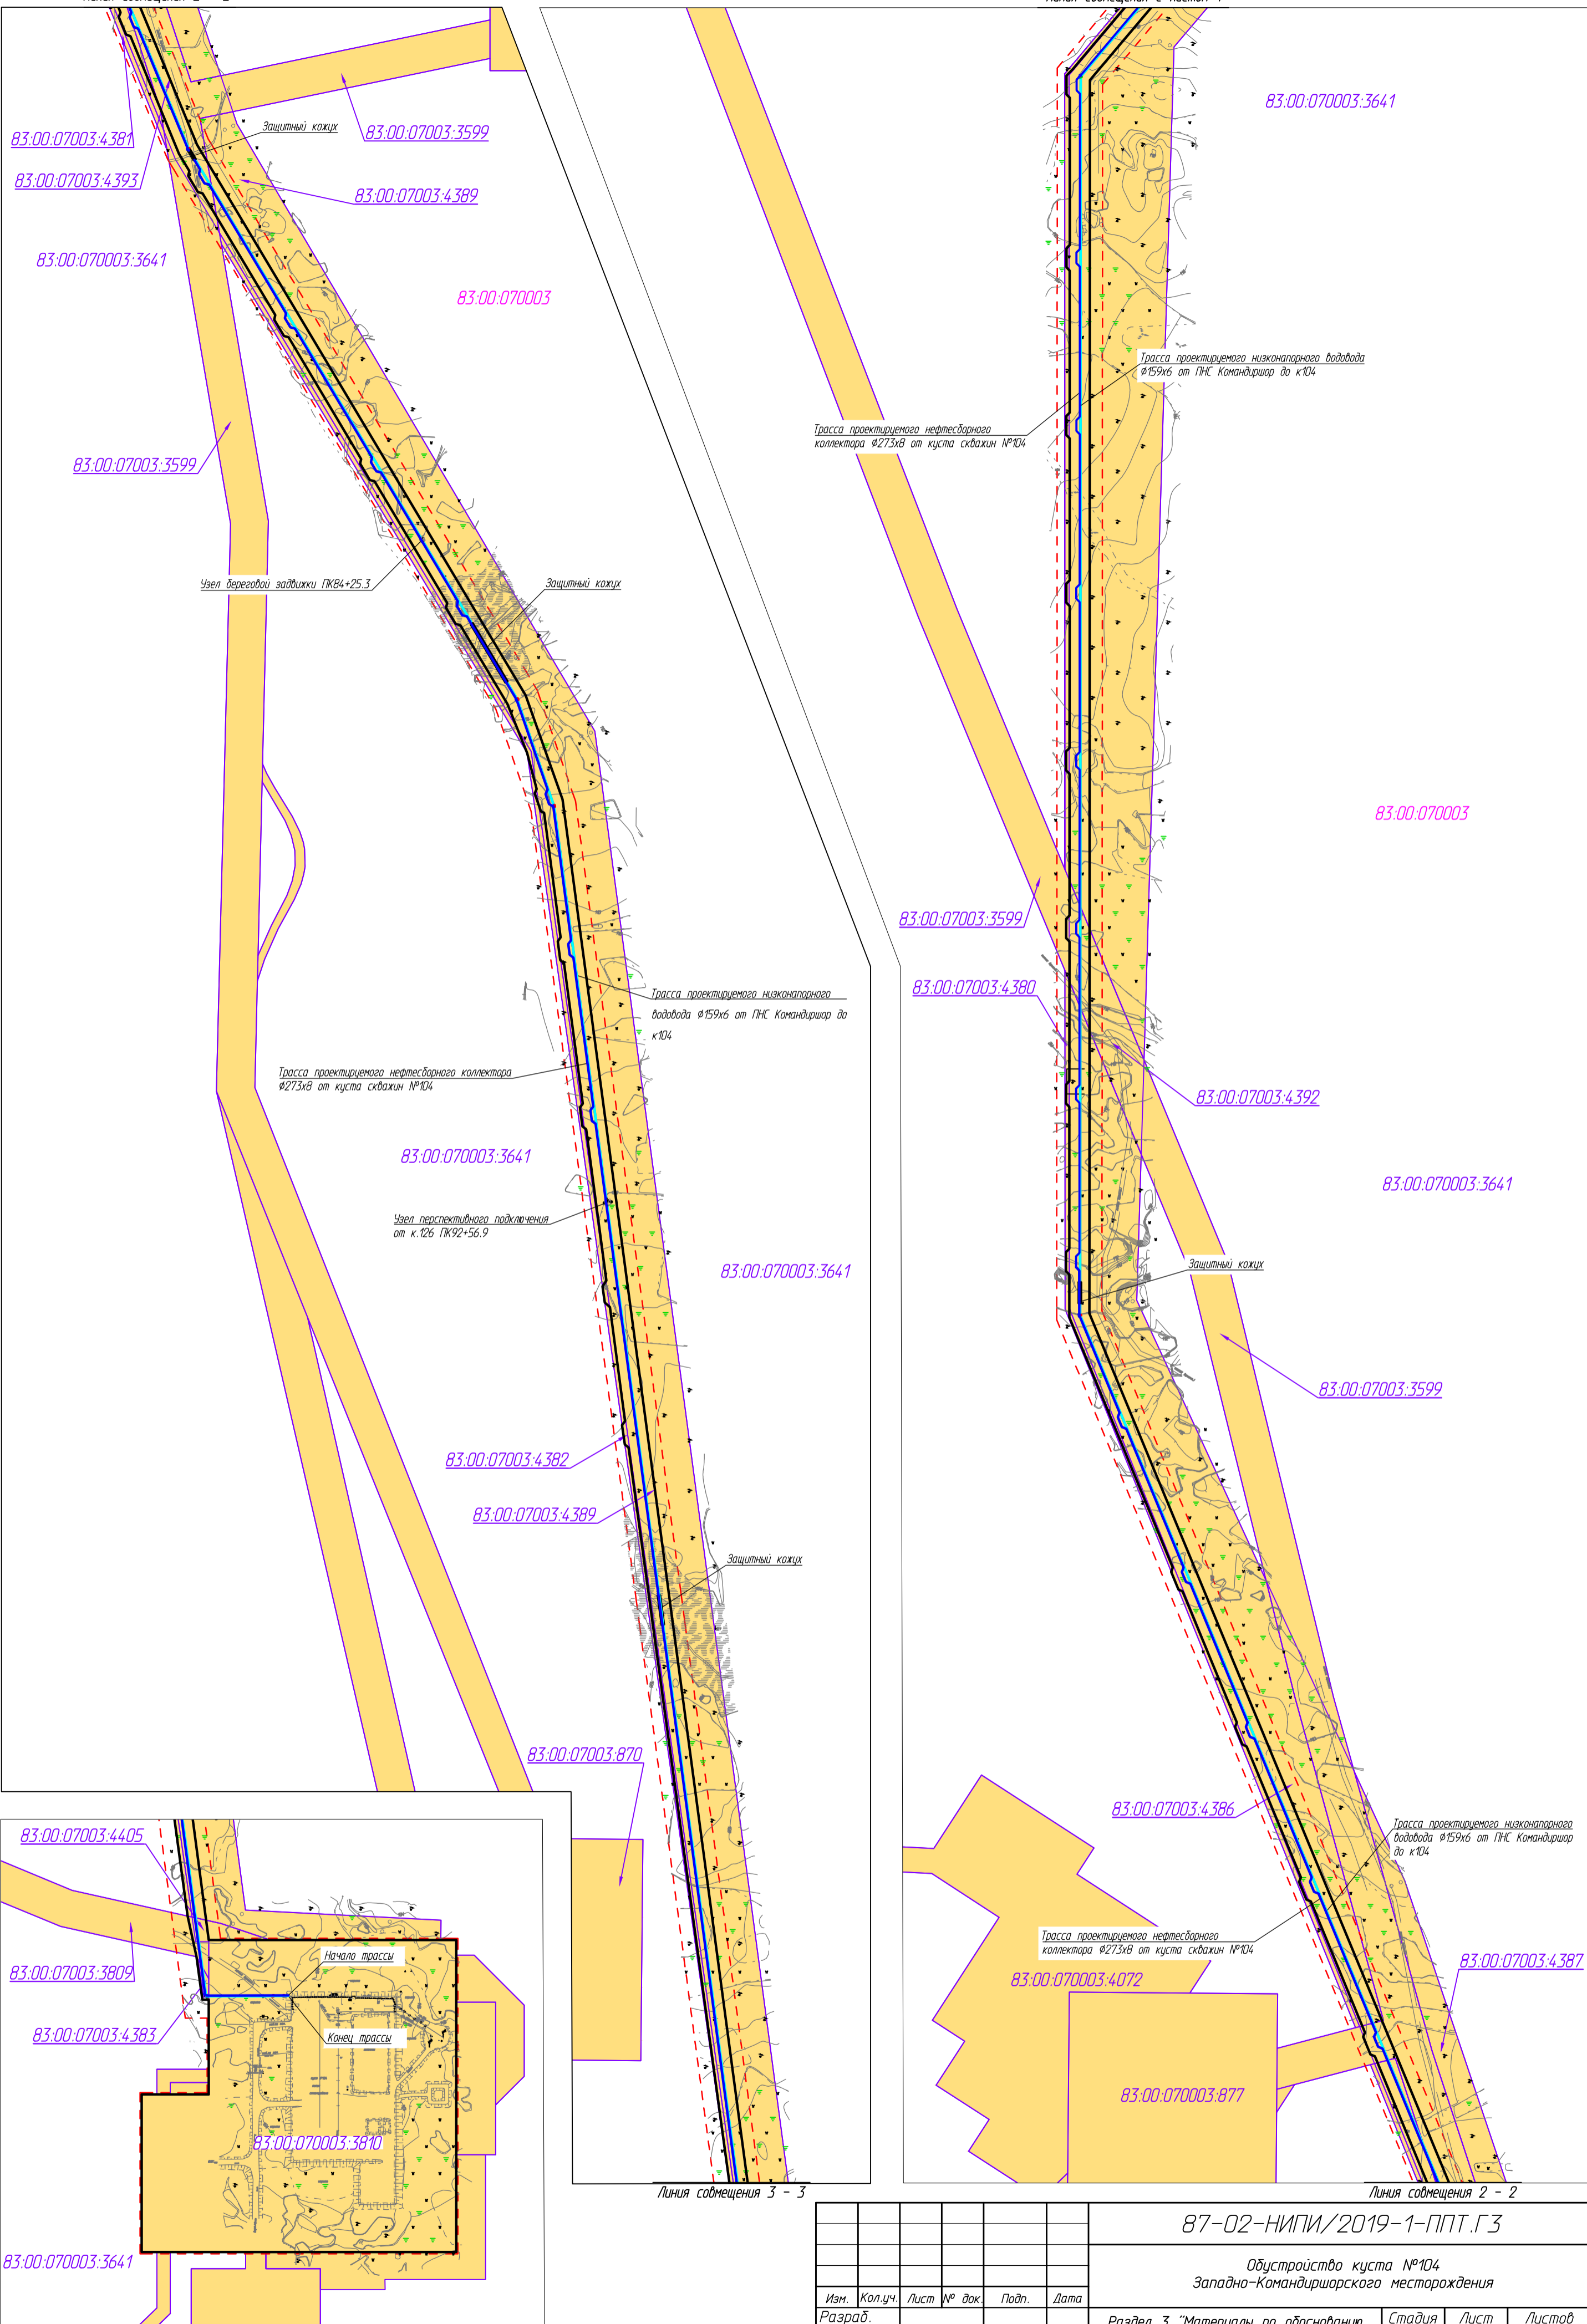 83:00:07003:4381
83:00:07003:4393
Защитный кожух
83:00:07003:3599
83:00:07003:4389
83:00:070003:3641
83:00:070003
83:00:07003:3599
Узел береговой задвижки ПК84+25.3
Защитный кожух
Трасса проектируемого низконапорного
водовода Ø159х6 от ПНС Командиршор до
к104
Трасса проектируемого нефтесборного коллектора
Ø273х8 от куста скважин №104
83:00:070003:3641
Узел перспективного подключения
от к.126 ПК92+56.9
83:00:070003:3641
83:00:07003:4382
83:00:07003:4389
Защитный кожух
83:00:07003:870
Линия совмещения 3 - 3
83:00:070003:3641
Трасса проектируемого низконапорного водовода
Ø159х6 от ПНС Командиршор до к104
Трасса проектируемого нефтесборного
коллектора Ø273х8 от куста скважин №104
83:00:070003
83:00:07003:3599
83:00:07003:4380
83:00:07003:4392
83:00:070003:3641
Защитный кожух
83:00:07003:3599
83:00:07003:4386
Трасса проектируемого низконапорного
водовода Ø159х6 от ПНС Командиршор
до к104
Трасса проектируемого нефтесборного
коллектора Ø273х8 от куста скважин №104
83:00:070003:4072
83:00:07003:4387
83:00:070003:877
Линия совмещения 2 - 2
83:00:07003:4405
83:00:07003:3809
83:00:07003:4383
Начало трассы
Конец трассы
83:00:070003:3810
83:00:070003:3641
87-02-НИПИ/2019-1-ППТ.ГЗ
Обустройство куста №104
Западно-Командиршорского месторождения
Изм. Кол.уч. Лист № док. Подп. Дата
Разраб.
Раздел 3 "Материалы по обоснованию
Стадия Лист Листов